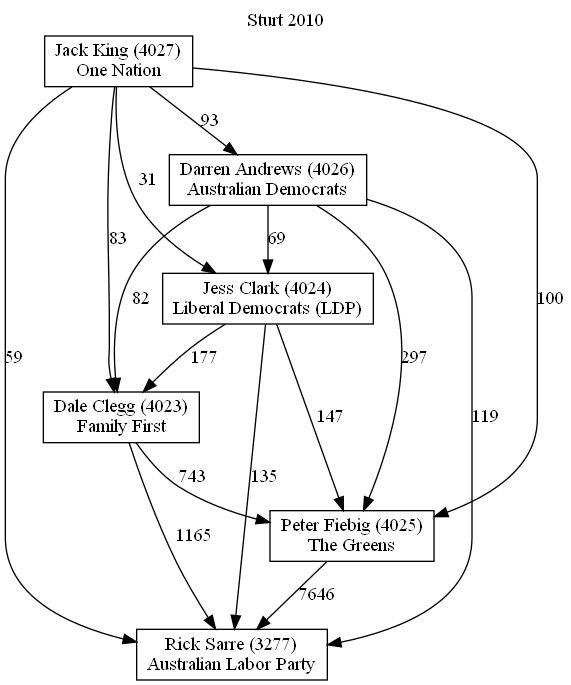 Sturt 2010
Jack King (4027)
One Nation
93
Darren Andrews (4026)
Australian Democrats
31
83
69
Jess Clark (4024)
Liberal Democrats (LDP)
82
100
59
177
297
Dale Clegg (4023)
Family First
147
119
743
135
Peter Fiebig (4025)
The Greens
1165
7646
Rick Sarre (3277)
Australian Labor Party